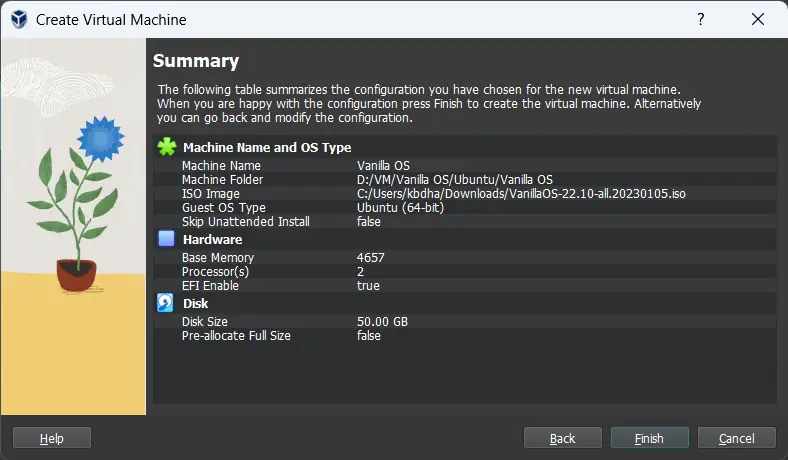 Create Virtual Machine
?
Summary
The following table summarizes the configuration you have chosen for the new virtual machine.
When you are happy with the configuration press Finish to create the virtual machine. Alternatively
you can go back and modify the configuration.
Machine Name and OS Type
Machine Name Vanilla OS
Machine Folder D:/VM/Vanilla OS/Ubuntu/Vanilla OS
ISO Image C:/Users/kbdha/Downloads/VanillaOS-22.10-all.20230105.iso
Guest OS Type Ubuntu (64-bit)
Skip Unattended Install false
Hardware
Base Memory 4657
Processor(s) 2
EFI Enable true
Disk
Disk Size 50.00 GB
Pre-allocate Full Size false
Help Back Finish Cancel